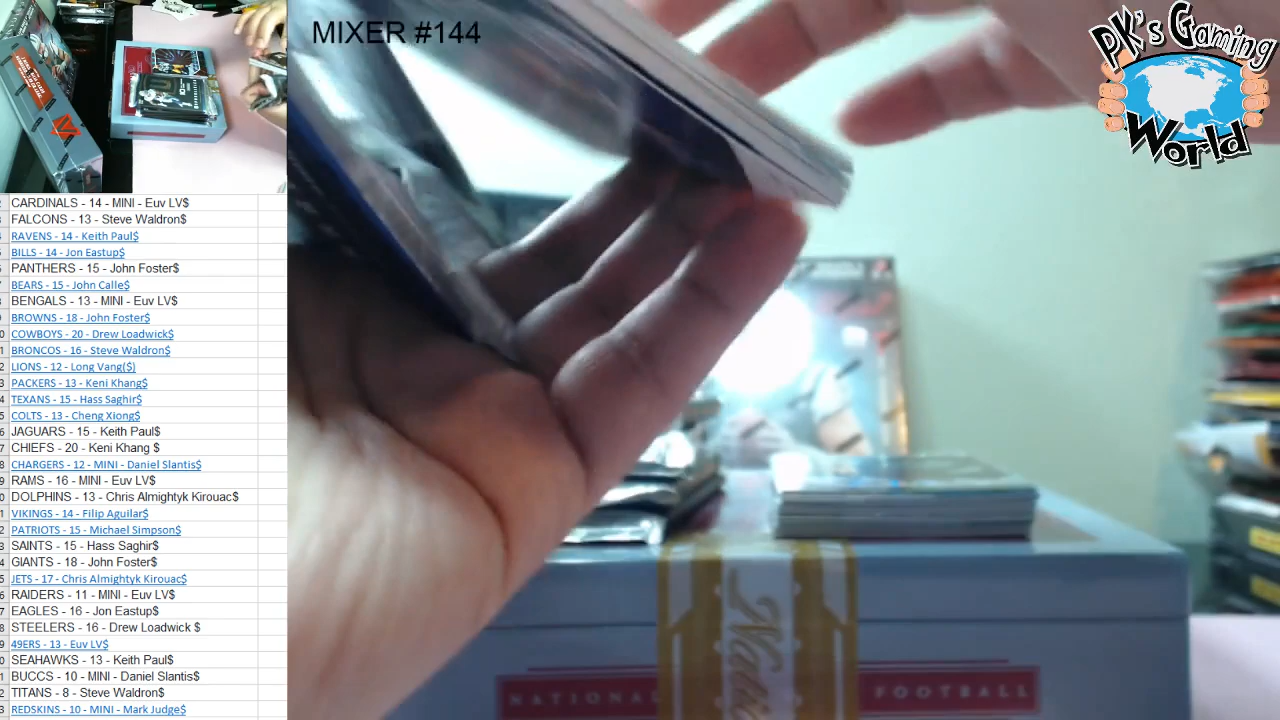 MIXER #144
PK's Gaming
World
CARDINALS - 14 - MINI - Euv LV$
FALCONS - 13 - Steve Waldron$
RAVENS - 14 - Keith Paul$
BILLS - 14 - Jon Eastup$
PANTHERS - 15 - John Foster$
BEARS - 15 - John Calle$
BENGALS - 13 - MINI - Euv LV$
BROWNS - 18 - John Foster$
COWBOYS - 20 - Drew Loadwick$
BRONCOS - 16 - Steve Waldron$
LIONS - 12 - Long Vang($)
PACKERS - 13 - Keni Khang$
TEXANS - 15 - Hass Saghir$
COLTS - 13 - Cheng Xiong$
JAGUARS - 15 - Keith Paul$
CHIEFS - 20 - Keni Khang $
CHARGERS - 12 - MINI - Daniel Slantis$
RAMS - 16 - MINI - Euv LV$
DOLPHINS - 13 - Chris Almightyk Kirouac$
VIKINGS - 14 - Filip Aguilar$
PATRIOTS - 15 - Michael Simpson$
SAINTS - 15 - Hass Saghir$
GIANTS - 18 - John Foster$
JETS - 17 - Chris Almightyk Kirouac$
RAIDERS - 11 - MINI - Euv LV$
EAGLES - 16 - Jon Eastup$
STEELERS - 16 - Drew Loadwick $
49ERS - 13 - Euv LV$
SEAHAWKS - 13 - Keith Paul$
BUCCS - 10 - MINI - Daniel Slantis$
TITANS - 8 - Steve Waldron$
REDSKINS - 10 - MINI - Mark Judge$
NATIONAL FOOTBALL